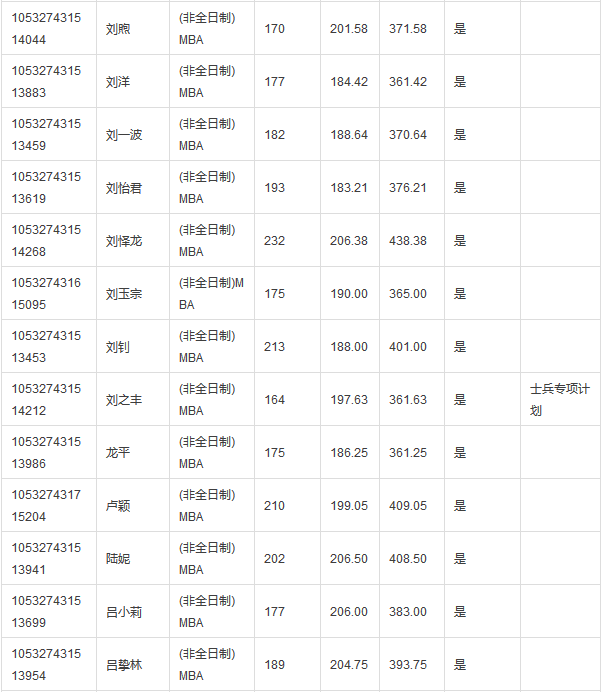 1053274315
14044
刘煦
(非全日制)
MBA
170
201.58
371.58
是
1053274315
13883
刘洋
(非全日制)
MBA
177
184.42
361.42
是
1053274315
13459
刘一波
(非全日制)
MBA
182
188.64
370.64
是
1053274315
13619
刘怡君
(非全日制)
MBA
193
183.21
376.21
是
1053274315
14268
刘怿龙
(非全日制)
MBA
232
206.38
438.38
是
1053274316
15095
刘玉宗
(非全日制)M
BA
175
190.00
365.00
是
1053274315
13453
刘钊
(非全日制)
MBA
213
188.00
401.00
是
1053274315
14212
刘之丰
(非全日制)
MBA
164
197.63
361.63
是
士兵专项计
划
1053274315
13986
龙平
(非全日制)
MBA
175
186.25
361.25
是
1053274317
15204
卢颖
(非全日制)
MBA
210
199.05
409.05
是
1053274315
13941
陆妮
(非全日制)
MBA
202
206.50
408.50
是
1053274315
13699
吕小莉
(非全日制)
MBA
177
206.00
383.00
是
1053274315
13954
吕挚林
(非全日制)
MBA
189
204.75
393.75
是